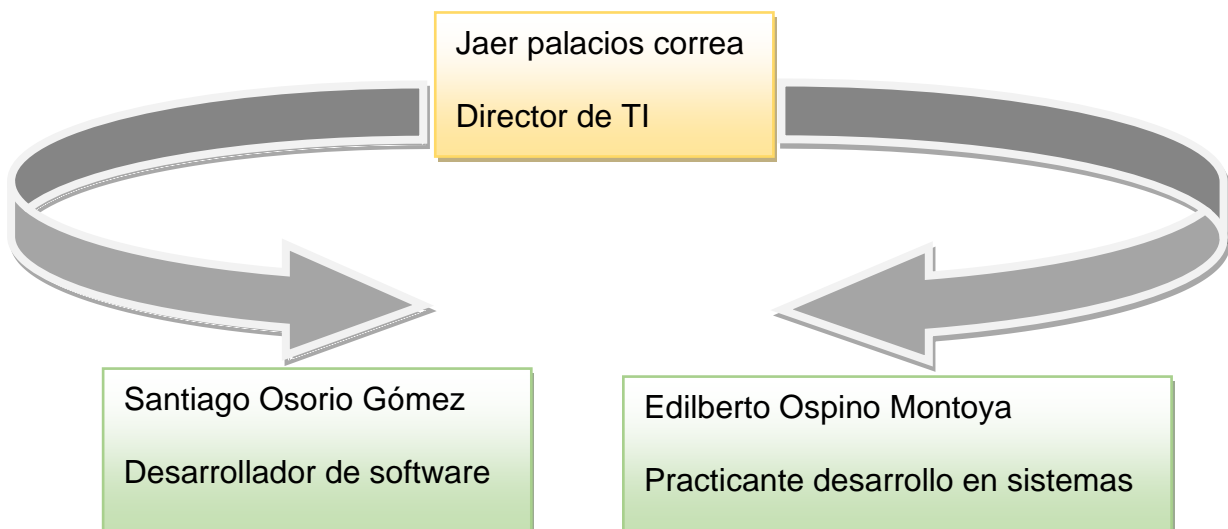 Jaer palacios correa
Director de TI
Santiago Osorio Gómez
Desarrollador de software
Edilberto Ospino Montoya
Practicante desarrollo en sistemas